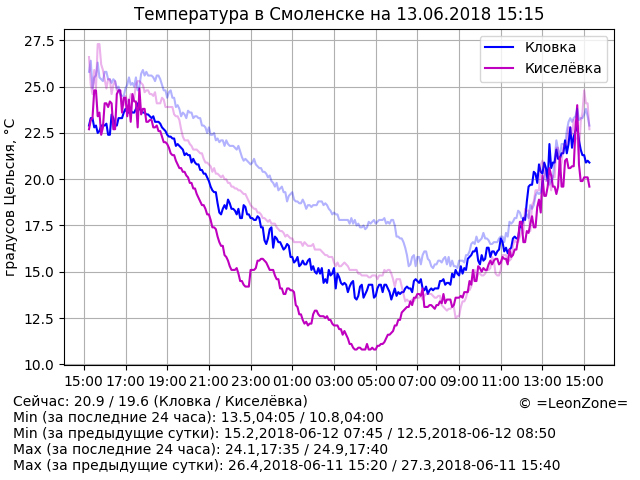 Температура в Смоленске на 13.06.2018 15:15
Кловка
Киселёвка
градусов Цельсия, °C
27.5
25.0
22.5
20.0
17.5
15.0
12.5
10.0
15:00 17:00 19:00 21:00 23:00 01:00 03:00 05:00 07:00 09:00 11:00 13:00 15:00
Сейчас: 20.9 / 19.6 (Кловка / Киселёвка)
© =LeonZone=
Min (за последние 24 часа): 13.5,04:05 / 10.8,04:00
Min (за предыдущие сутки): 15.2,2018-06-12 07:45 / 12.5,2018-06-12 08:50
Max (за последние 24 часа): 24.1,17:35 / 24.9,17:40
Max (за предыдущие сутки): 26.4,2018-06-11 15:20 / 27.3,2018-06-11 15:40